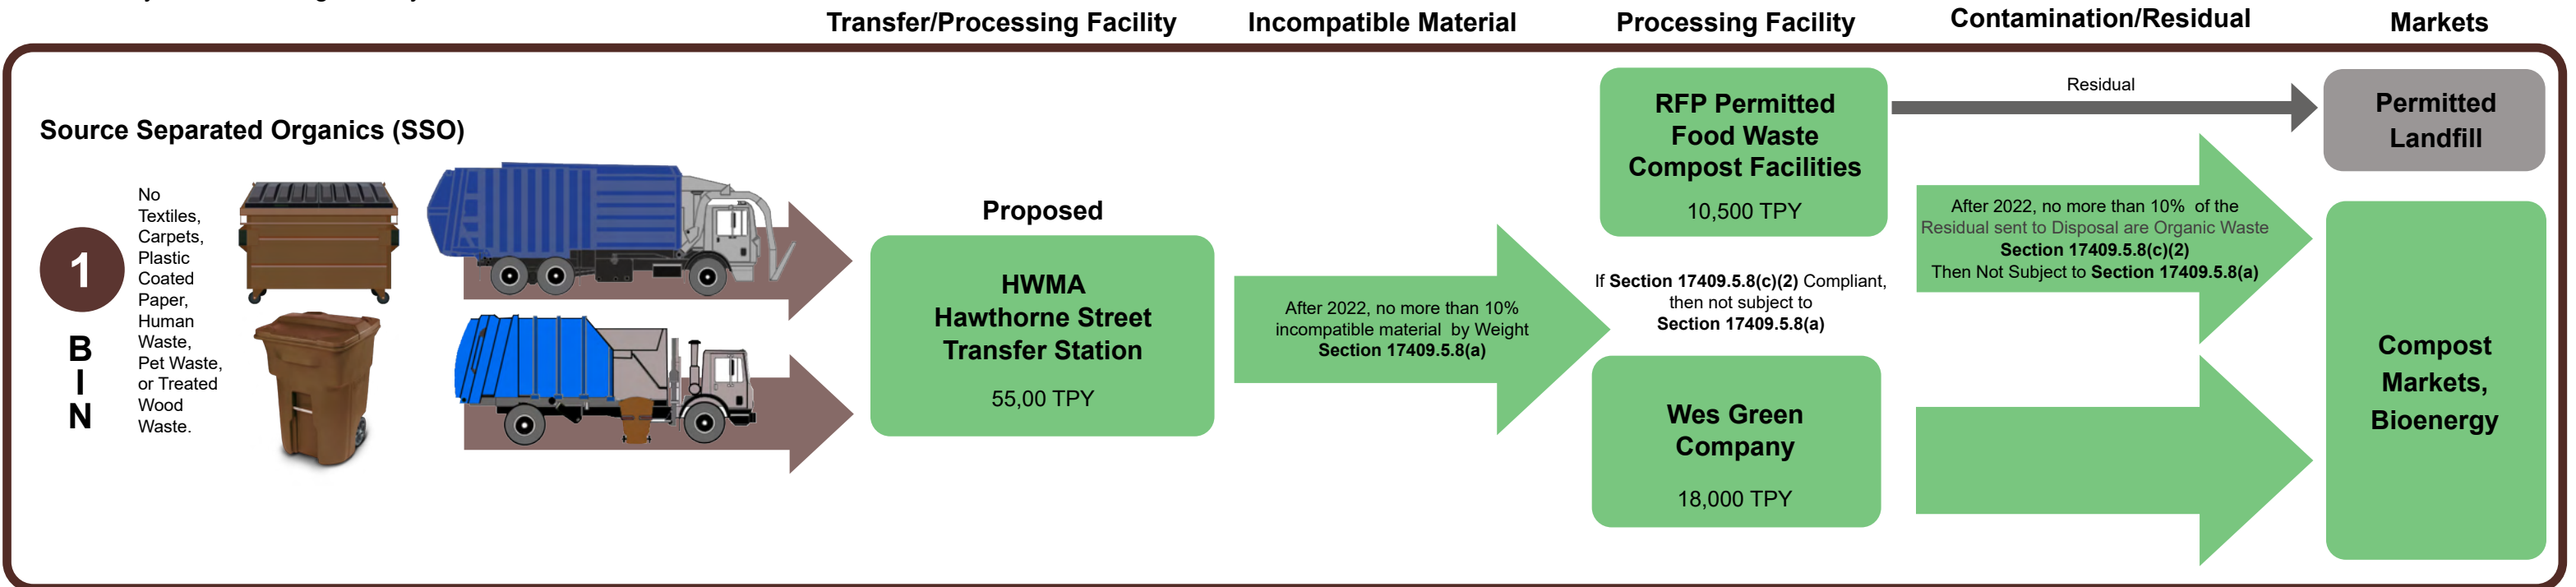 Transfer/Processing Facility
Incompatible Material
Processing Facility
Contamination/Residual
Markets
Source Separated Organics (SSO)
1
B
I
N
No
Textiles,
Carpets,
Plastic
Coated
Paper,
Human
Waste,
Pet Waste,
or Treated
Wood
Waste.
Proposed
HWMA
Hawthorne Street
Transfer Station
55,00 TPY
After 2022, no more than 10%
incompatible material by Weight
Section 17409.5.8(a)
RFP Permitted
Food Waste
Compost Facilities
10,500 TPY
If Section 17409.5.8(c)(2) Compliant,
then not subject to
Section 17409.5.8(a)
Wes Green
Company
18,000 TPY
Residual
After 2022, no more than 10% of the
Residual sent to Disposal are Organic Waste
Section 17409.5.8(c)(2)
Then Not Subject to Section 17409.5.8(a)
Permitted
Landfill
Compost
Markets,
Bioenergy